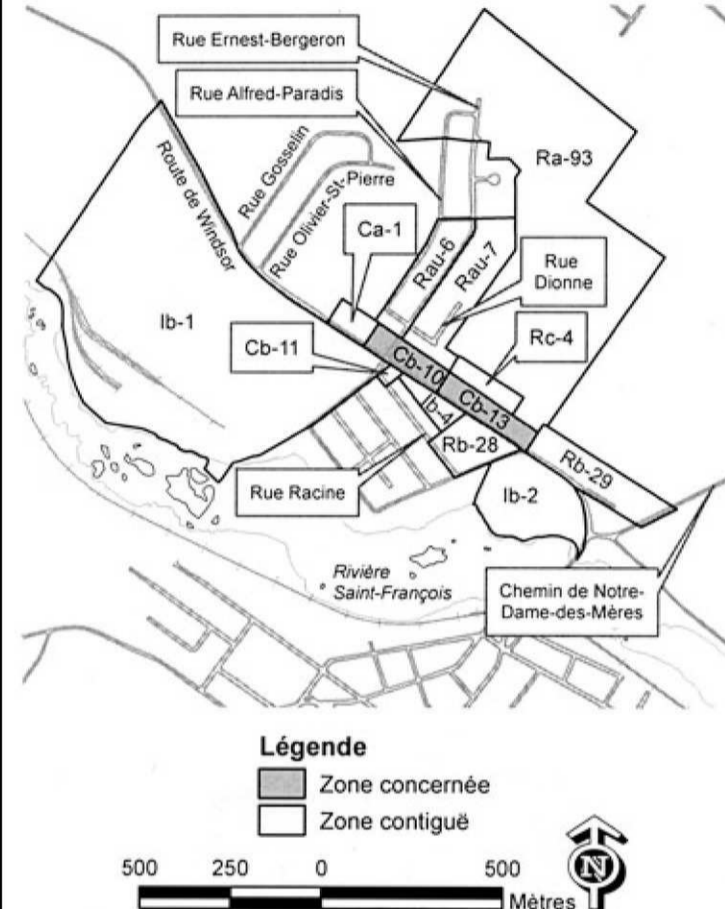 Rue Ernest-Bergeron
Rue Alfred-Paradis
Ra-93
Rue Gosselin
Route de Windsor
Rue Olivier-St-Pierre
Ca-1
Rau-6
Rau-7
Rue
Dionne
Ib-1
Rc-4
Cb-11
Cb-10
Cb-13
Ib-4
Rb-28
Rb-29
Rue Racine
Ib-2
Rivière
Saint-François
Chemin de Notre-
Dame-des-Mères
Légende
Zone concernée
Zone contiguë
500 250 0 500
Mètres
N